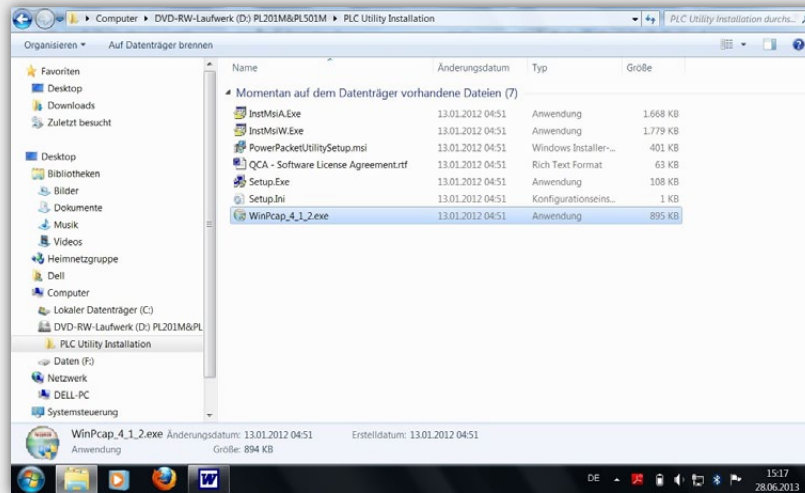 Computer ▸ DVD-RW-Laufwerk (D:) PL201M&PL501M ▸ PLC Utility Installation
PLC Utility Installation durchs...
Organisieren Auf Datenträger brennen
Favoriten
Desktop
Downloads
Zuletzt besucht
Desktop
Bibliotheken
Bilder
Dokumente
Musik
Videos
Heimnetzgruppe
Dell
Computer
Lokaler Datenträger (C:)
DVD-RW-Laufwerk (D:) PL201M&PL
PLC Utility Installation
Daten (F:)
Netzwerk
DELL-PC
Systemsteuerung
Name Änderungsdatum Typ Größe
Momentan auf dem Datenträger vorhandene Dateien (7)
InstMsiA.Exe 13.01.2012 04:51 Anwendung 1.668 KB
InstMsiW.Exe 13.01.2012 04:51 Anwendung 1.779 KB
PowerPacketUtilitySetup.msi 13.01.2012 04:51 Windows Installer-... 401 KB
QCA - Software License Agreement.rtf 13.01.2012 04:51 Rich Text Format 63 KB
Setup.Exe 13.01.2012 04:51 Anwendung 108 KB
Setup.Ini 13.01.2012 04:51 Konfigurationseins... 1 KB
WinPcap_4_1_2.exe 13.01.2012 04:51 Anwendung 895 KB
WinPcap_4_1_2.exe Änderungsdatum: 13.01.2012 04:51 Erstelldatum: 13.01.2012 04:51
Anwendung Größe: 894 KB
DE
15:17
28.06.2013